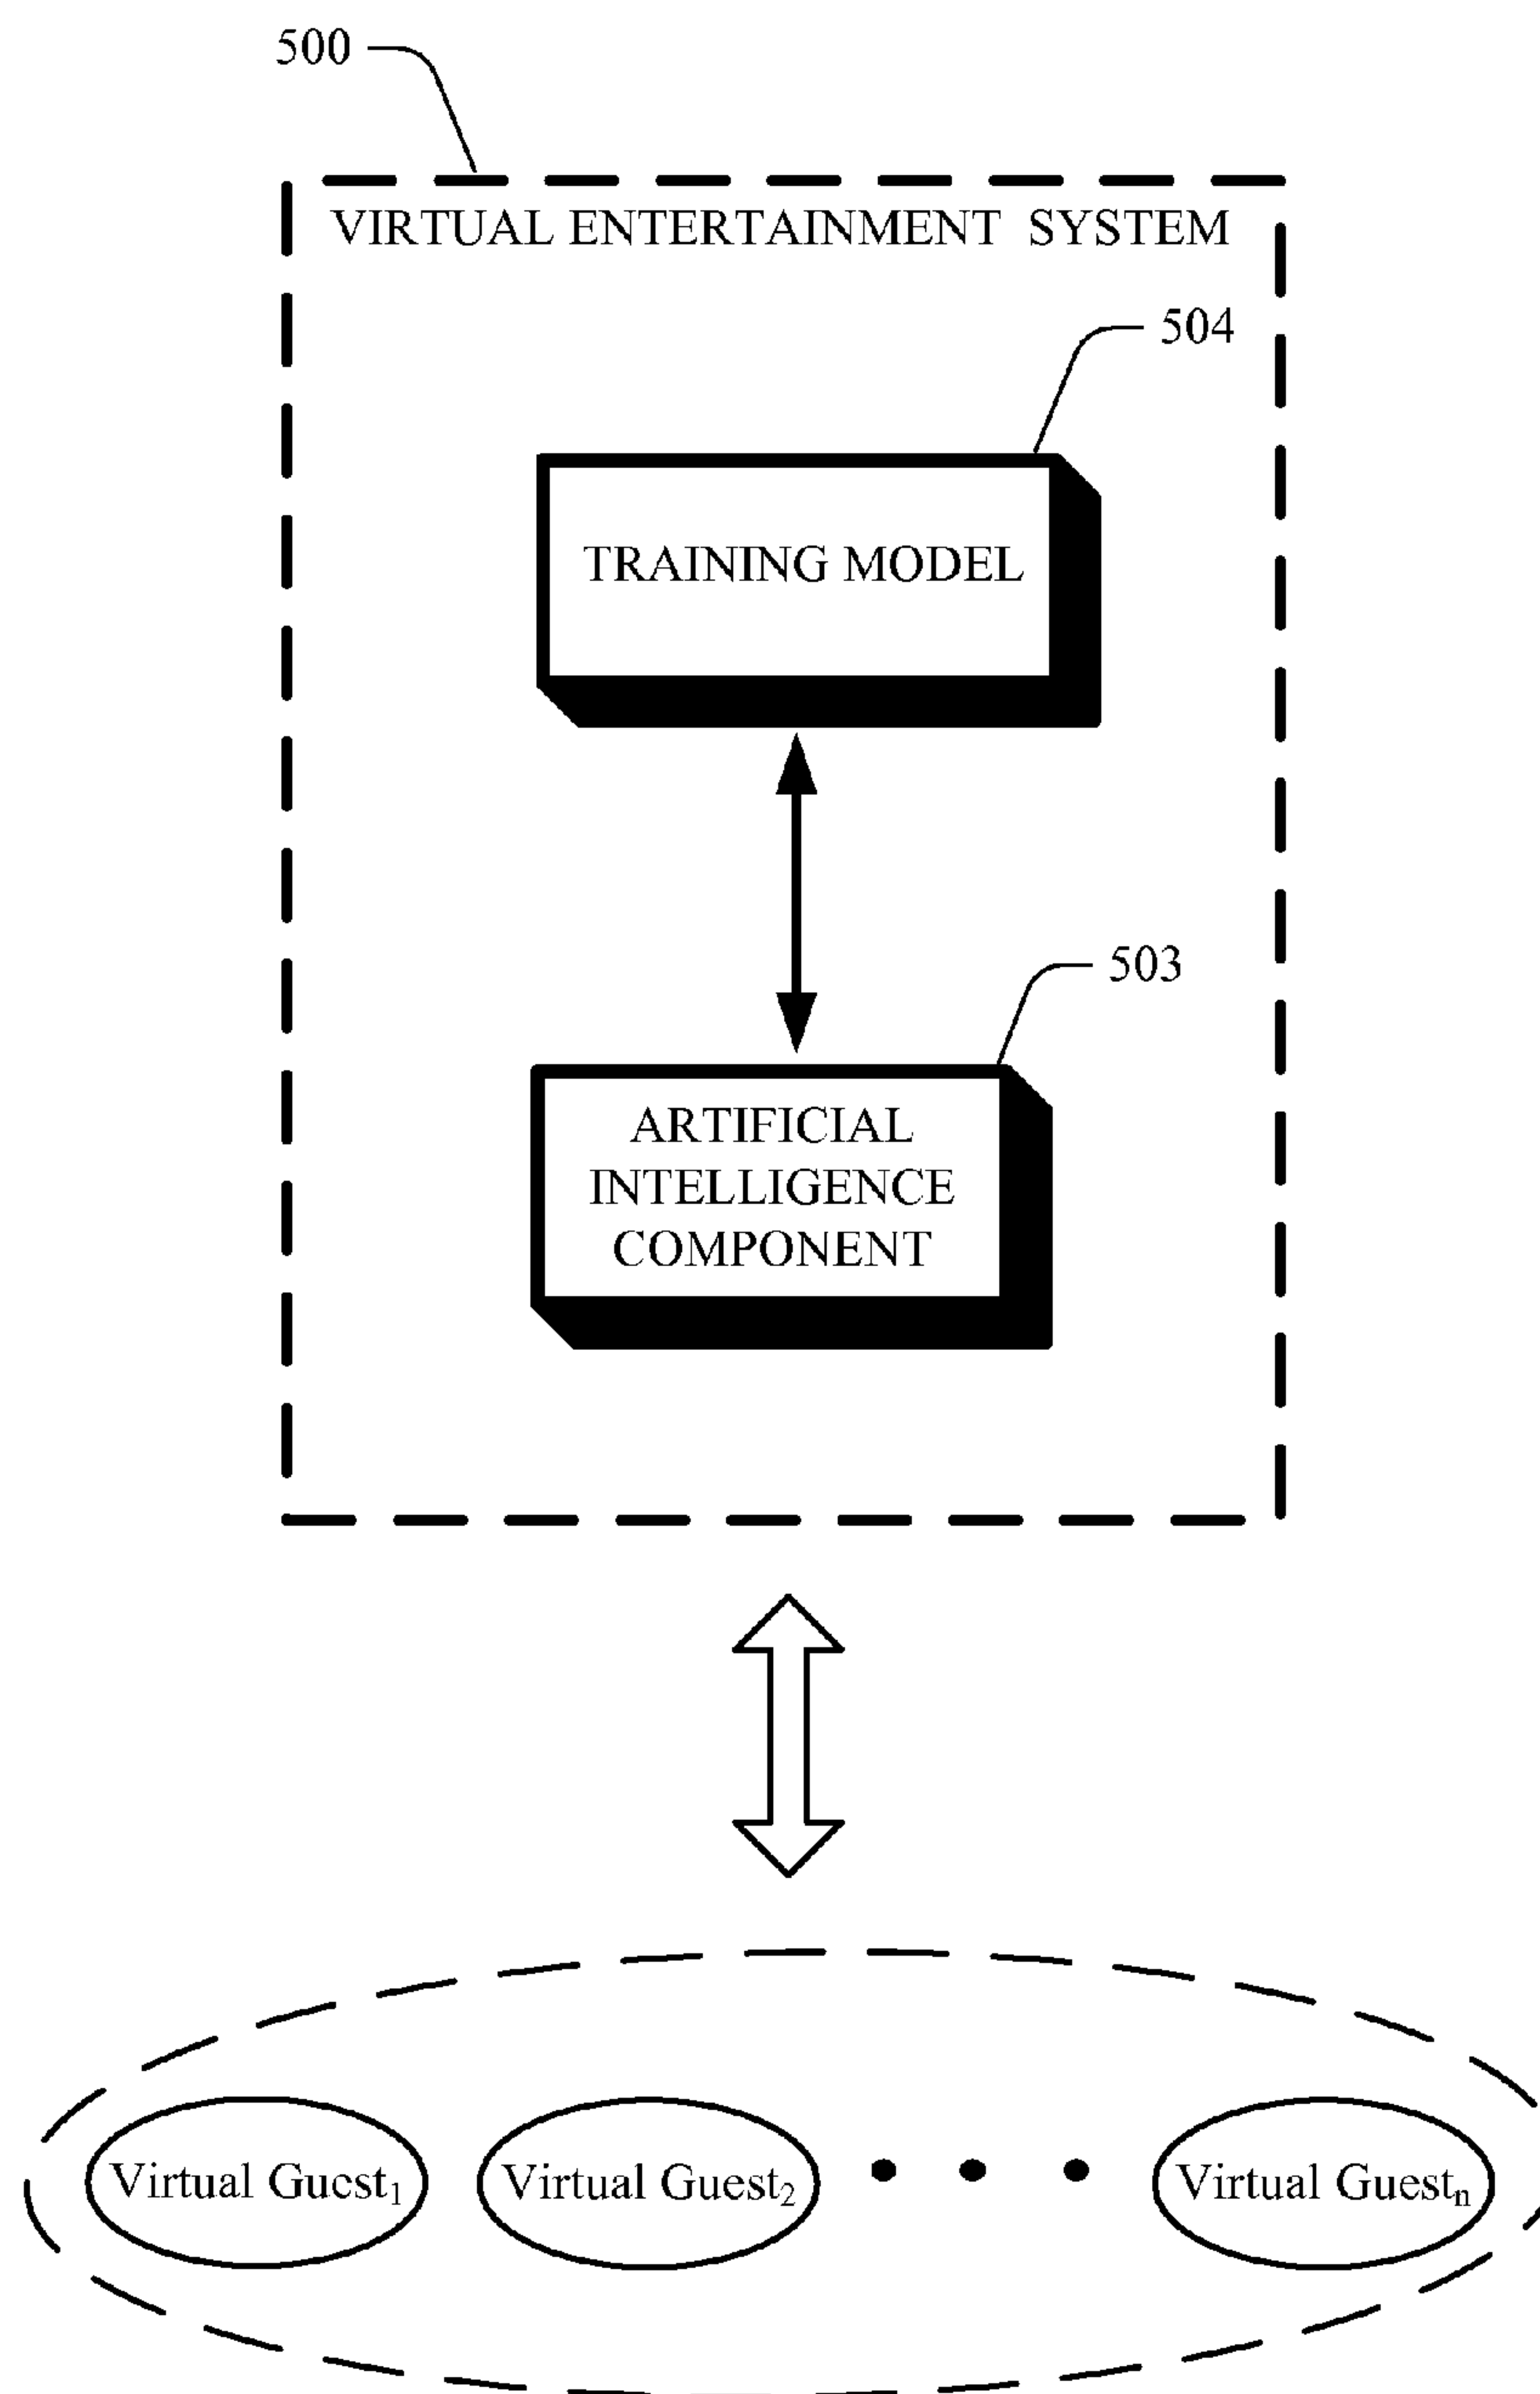 500
VIRTUAL ENTERTAINMENT SYSTEM
504
TRAINING MODEL
503
ARTIFICIAL
INTELLIGENCE
COMPONENT
Virtual Guest₁ Virtual Guest₂ • • • Virtual Guestₙ